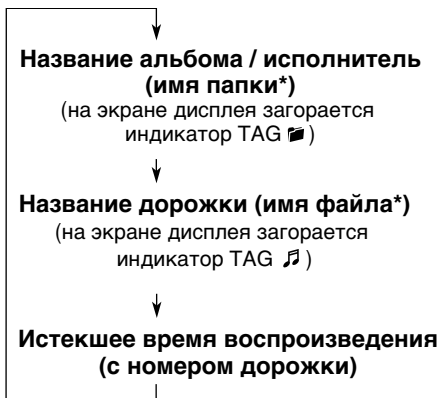 Название альбома / исполнитель
(имя папки*)
(на экране дисплея загорается
индикатор TAG )
Название дорожки (имя файла*)
(на экране дисплея загорается
индикатор TAG )
Истекшее время воспроизведения
(с номером дорожки)